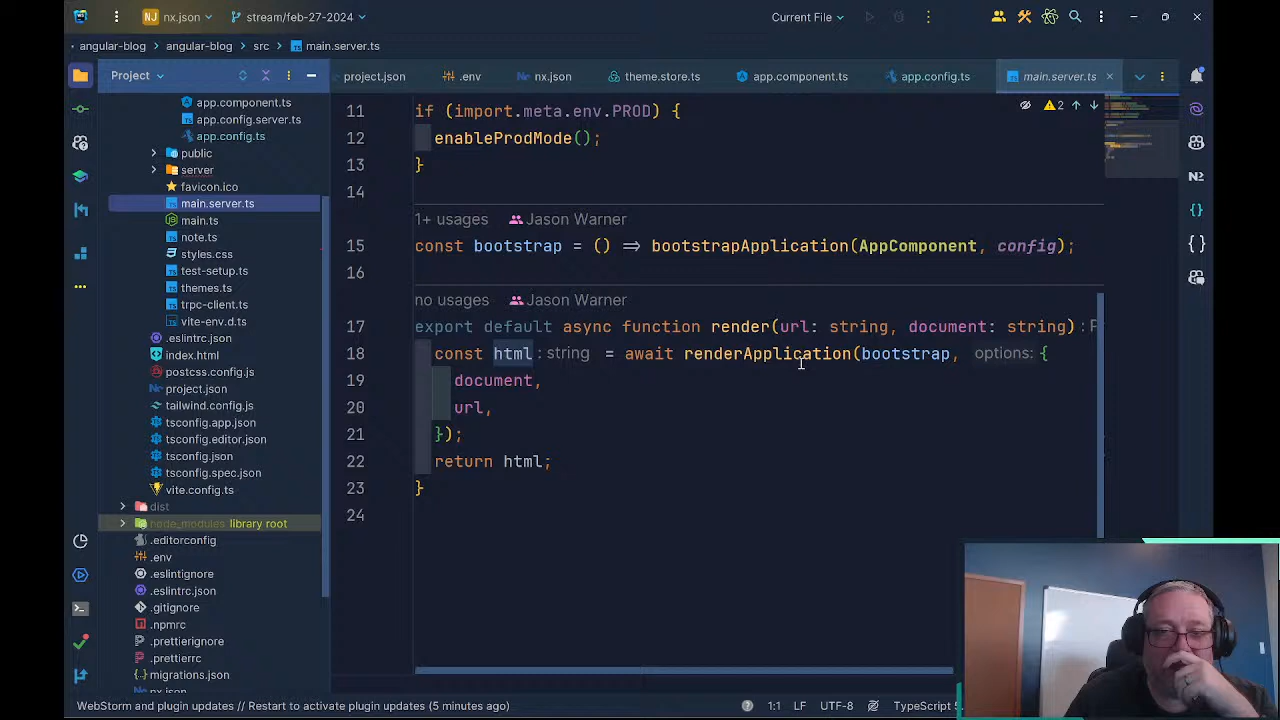 nx.json
stream/feb-27-2024
Current File
angular-blog
angular-blog
src
main.server.ts
Project
project.json
.env
nx.json
theme.store.ts
app.component.ts
app.config.ts
main.server.ts
app.component.ts
app.config.server.ts
app.config.ts
public
server
favicon.ico
main.server.ts
main.ts
note.ts
styles.css
test-setup.ts
themes.ts
trpc-client.ts
vite-env.d.ts
.eslintrc.json
index.html
postcss.config.js
project.json
tailwind.config.js
tsconfig.app.json
tsconfig.editor.json
tsconfig.json
tsconfig.spec.json
vite.config.ts
dist
node_modules library root
.editorconfig
.env
.eslintignore
.eslintrc.json
.gitignore
.npmrc
.prettierignore
.prettierrc
migrations.json
nx.json
2
11 if (import.meta.env.PROD) {
12 enableProdMode();
13 }
14
1+ usages Jason Warner
15 const bootstrap = () => bootstrapApplication(AppComponent, config);
16
no usages Jason Warner
17 export default async function render(url: string, document: string) : P
18 const html : string = await renderApplication(bootstrap, options: {
19 document,
20 url,
21 });
22 return html;
23 }
24
N2
WebStorm and plugin updates // Restart to activate plugin updates (5 minutes ago)
1:1 LF UTF-8 TypeScript 5.